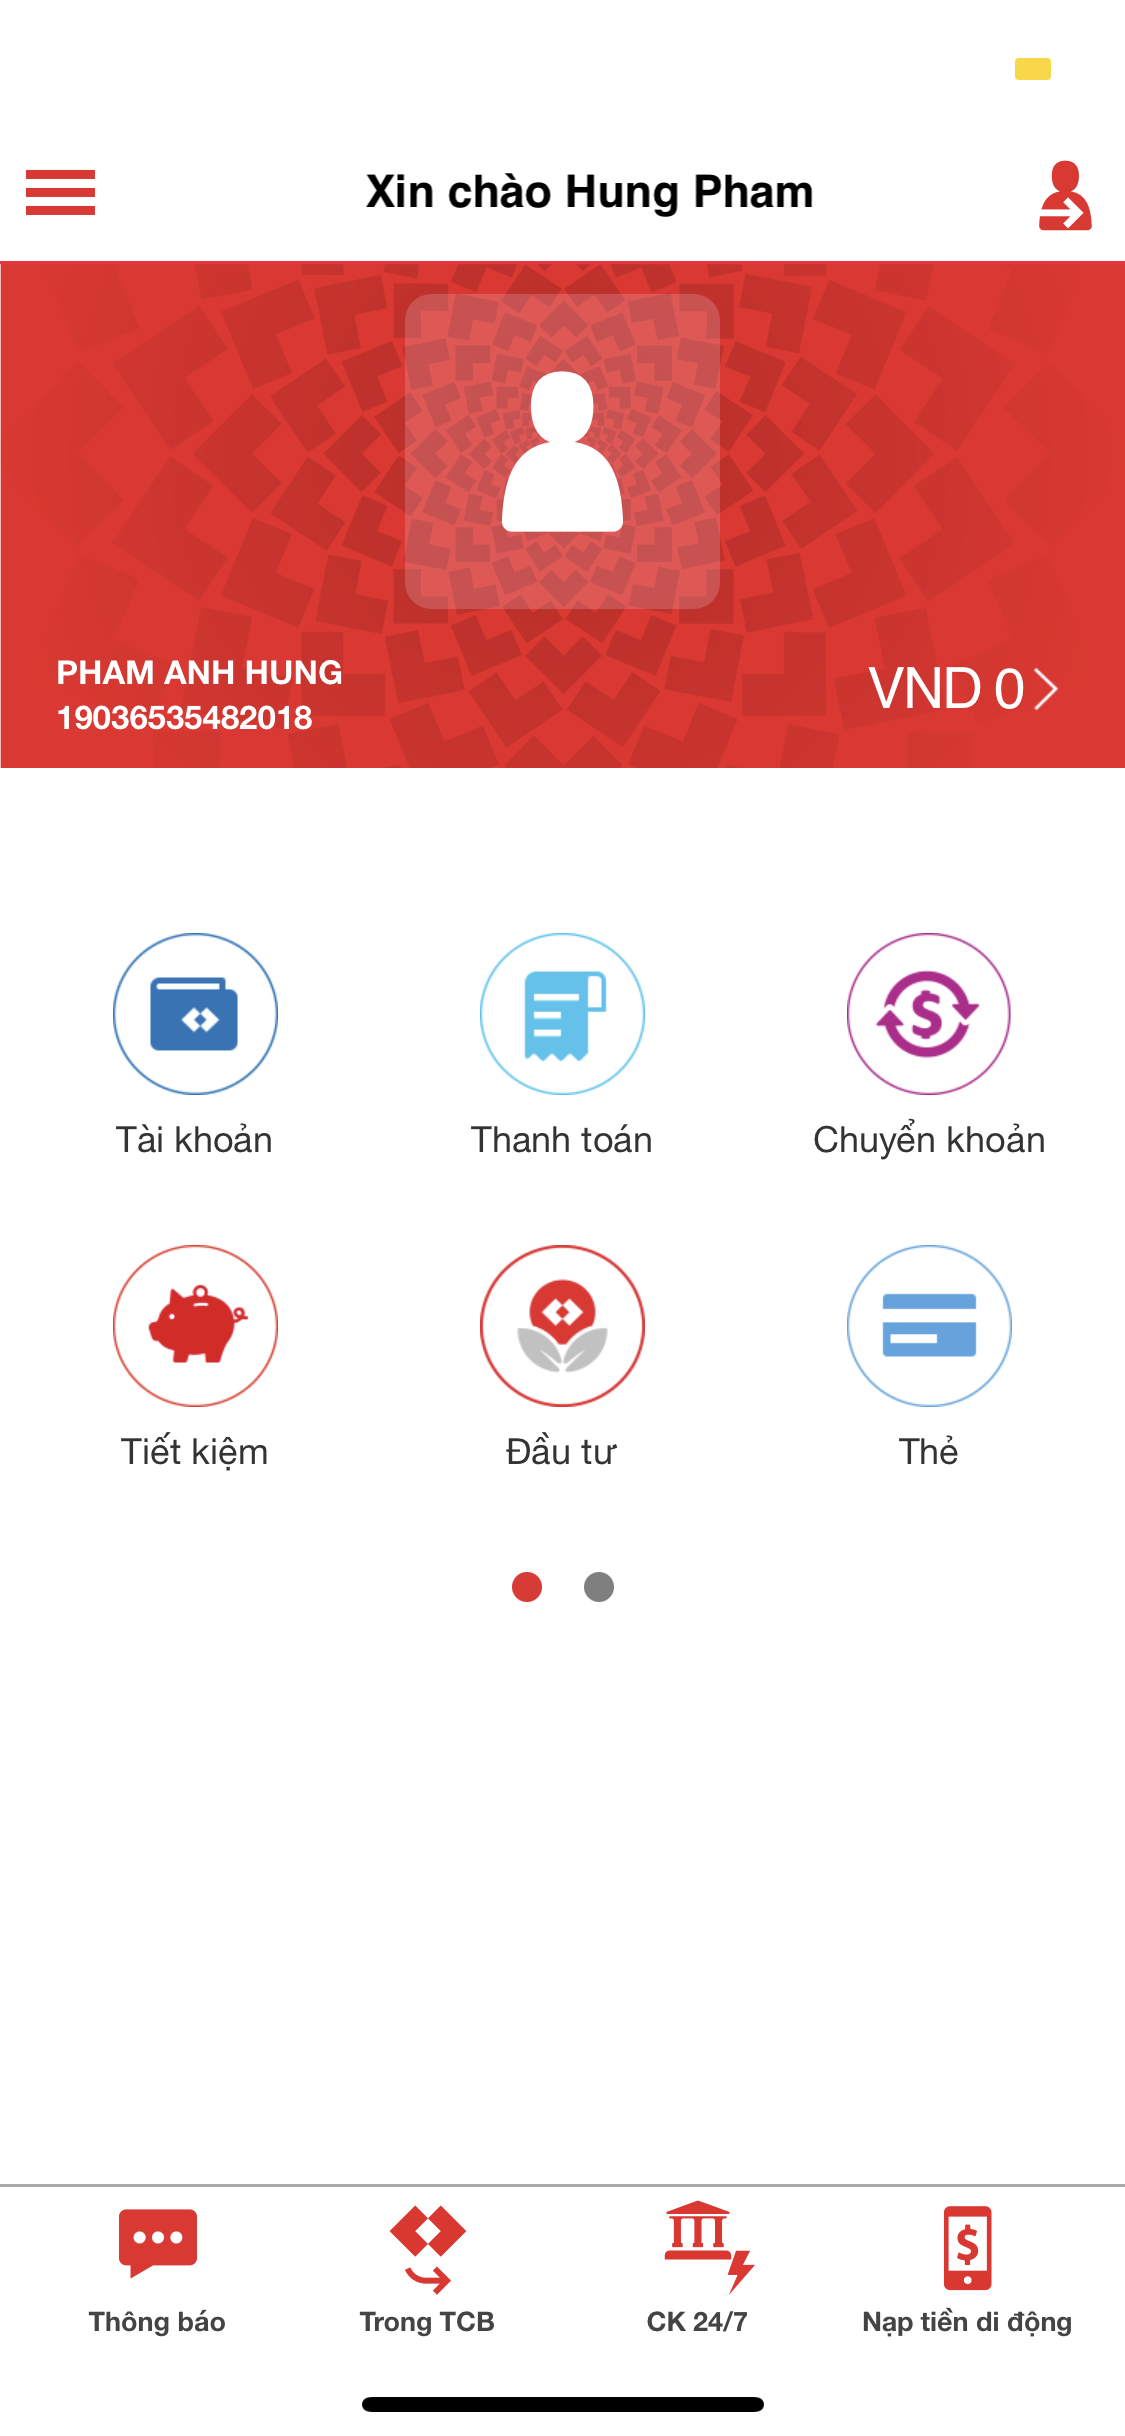 Xin chào Hung Pham
PHAM ANH HUNG
19036535482018
VND 0
Tài khoản
Thanh toán
Chuyển khoản
Tiết kiệm
Đầu tư
Thẻ
Thông báo
Trong TCB
CK 24/7
Nạp tiền di động